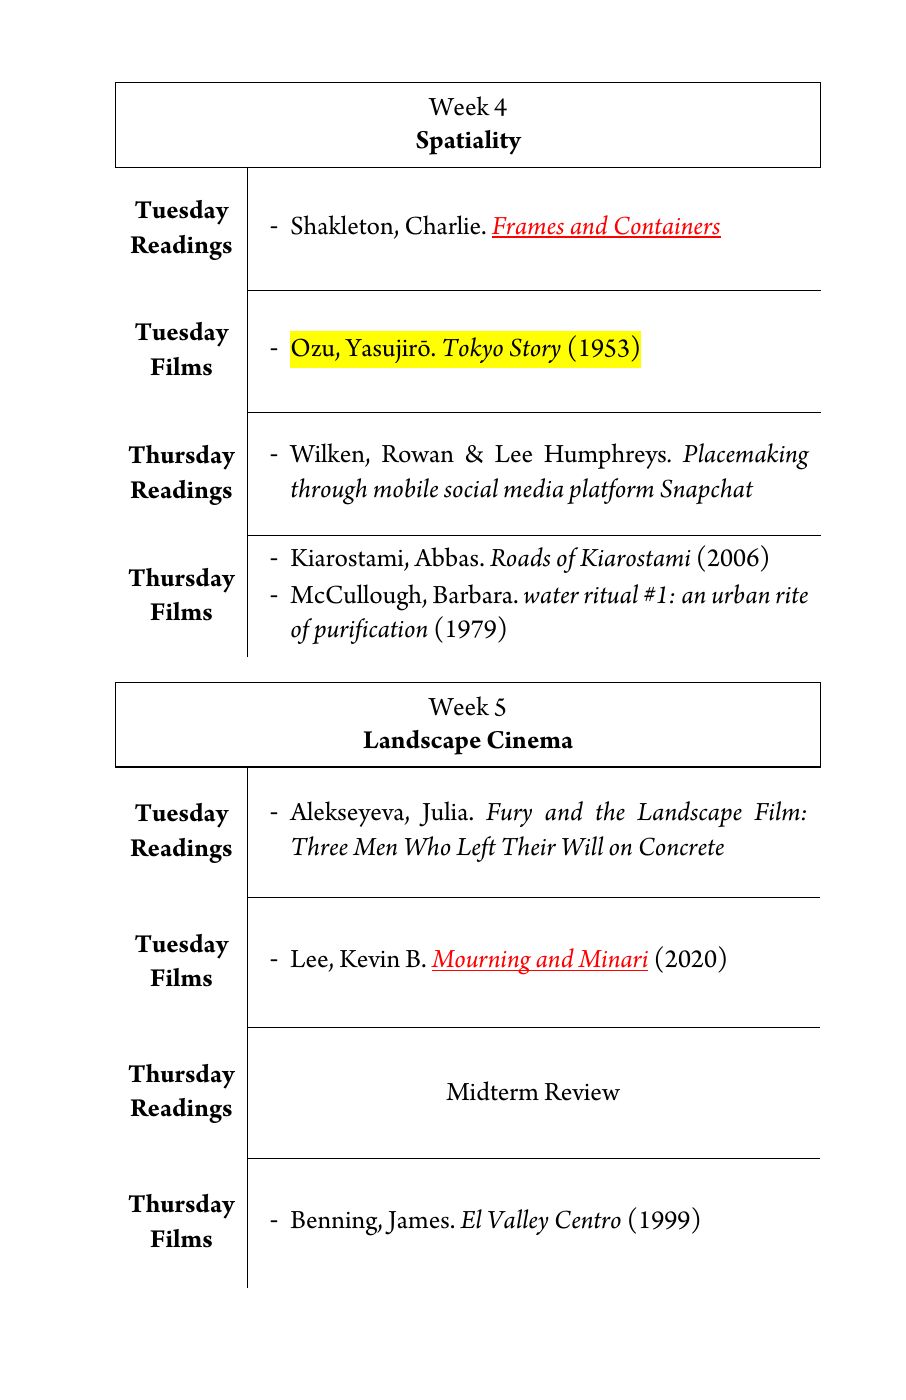 Week 4
Spatiality
Tuesday
Readings
- Shakleton, Charlie. Frames and Containers
Tuesday
Films
- Ozu, Yasujirō. Tokyo Story (1953)
Thursday
Readings
- Wilken, Rowan & Lee Humphreys. Placemaking
through mobile social media platform Snapchat
Thursday
Films
- Kiarostami, Abbas. Roads of Kiarostami (2006)
- McCullough, Barbara. water ritual #1: an urban rite
of purification (1979)
Week 5
Landscape Cinema
Tuesday
Readings
- Alekseyeva, Julia. Fury and the Landscape Film:
Three Men Who Left Their Will on Concrete
Tuesday
Films
- Lee, Kevin B. Mourning and Minari (2020)
Thursday
Readings
Midterm Review
Thursday
Films
- Benning, James. El Valley Centro (1999)